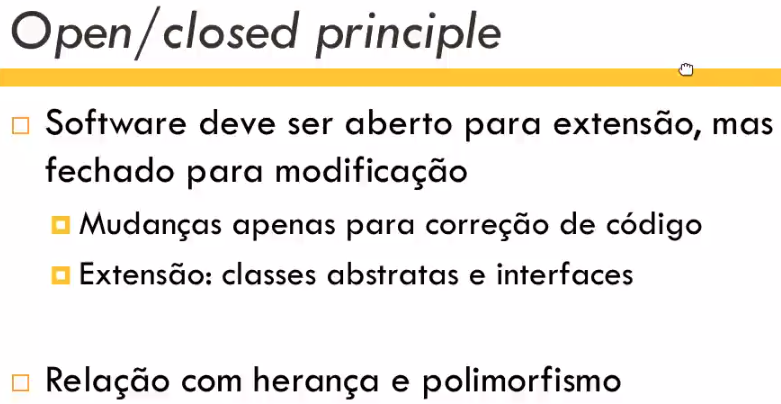 Open/closed principle
Software deve ser aberto para extensão, mas
fechado para modificação
Mudanças apenas para correção de código
Extensão: classes abstratas e interfaces
Relação com herança e polimorfismo